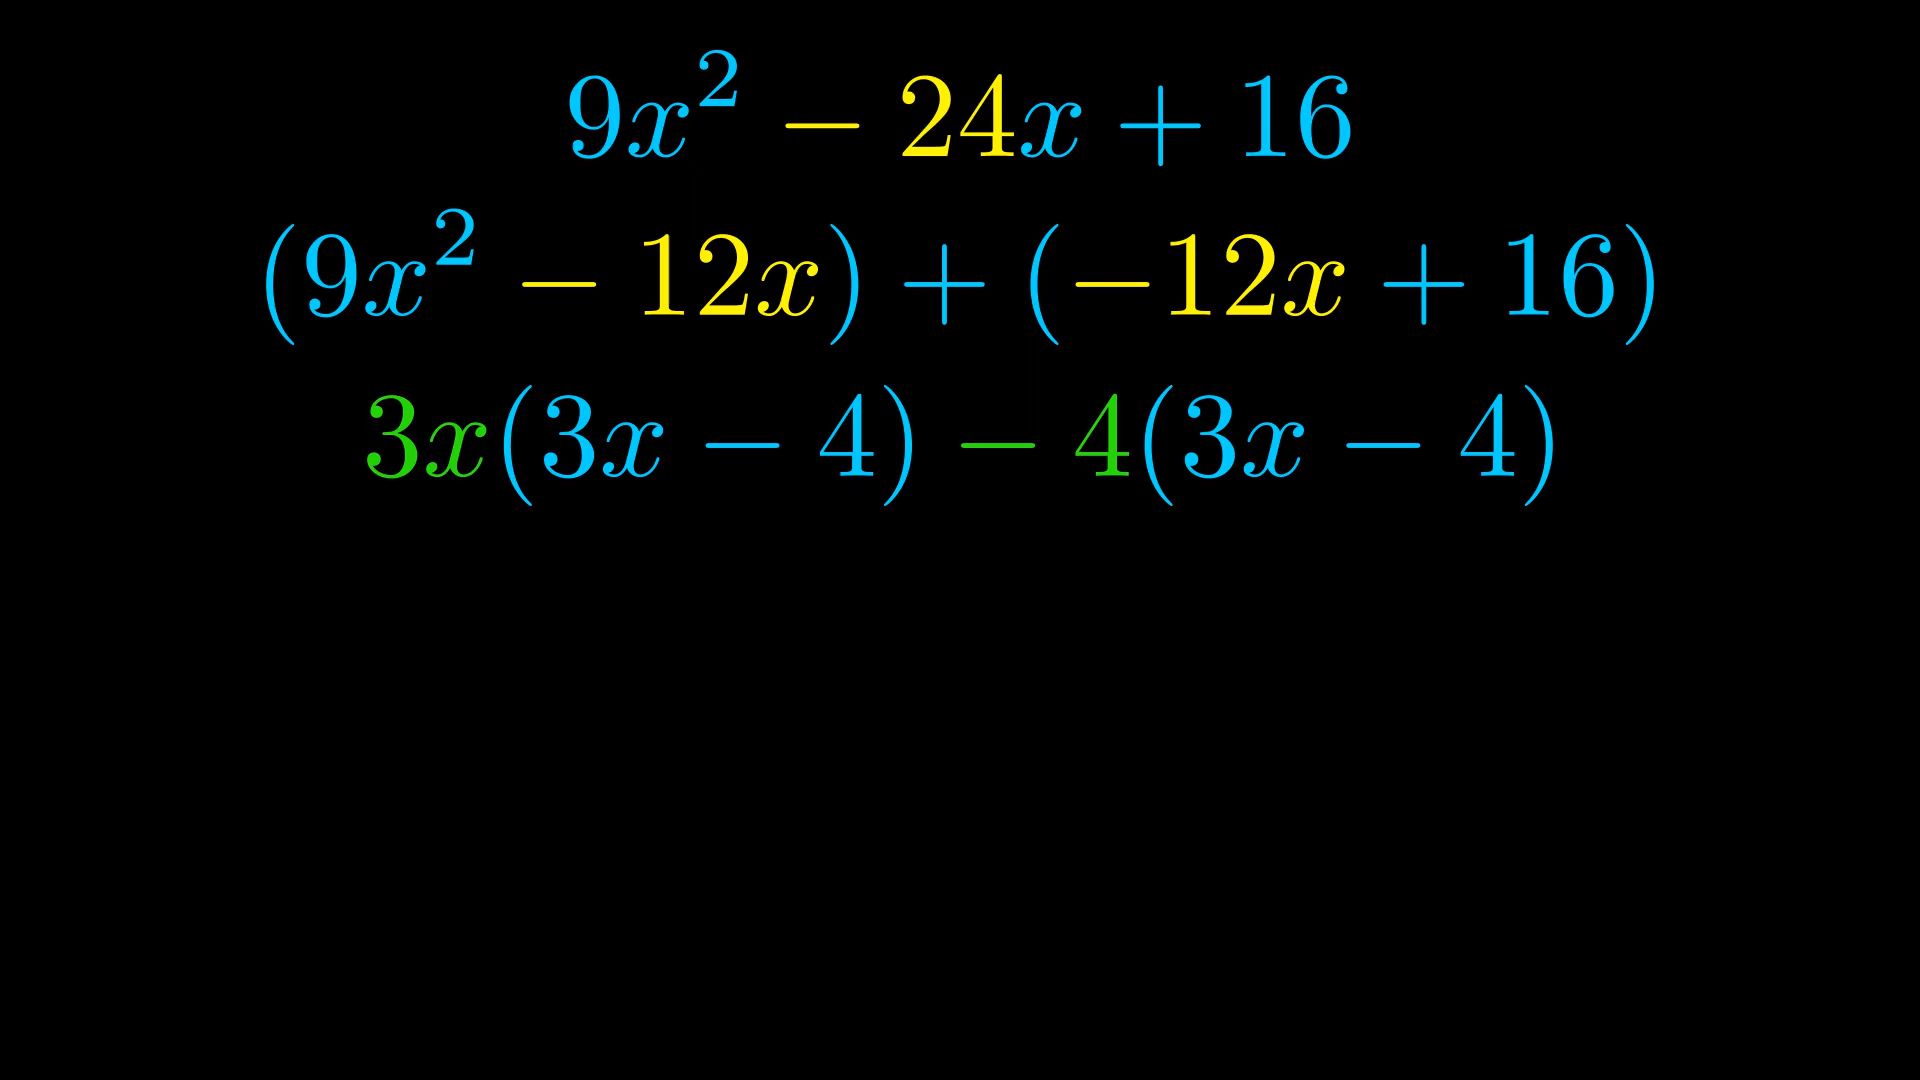 9x² − 24x + 16
(9x² − 12x) + (−12x + 16)
3x(3x − 4) − 4(3x − 4)